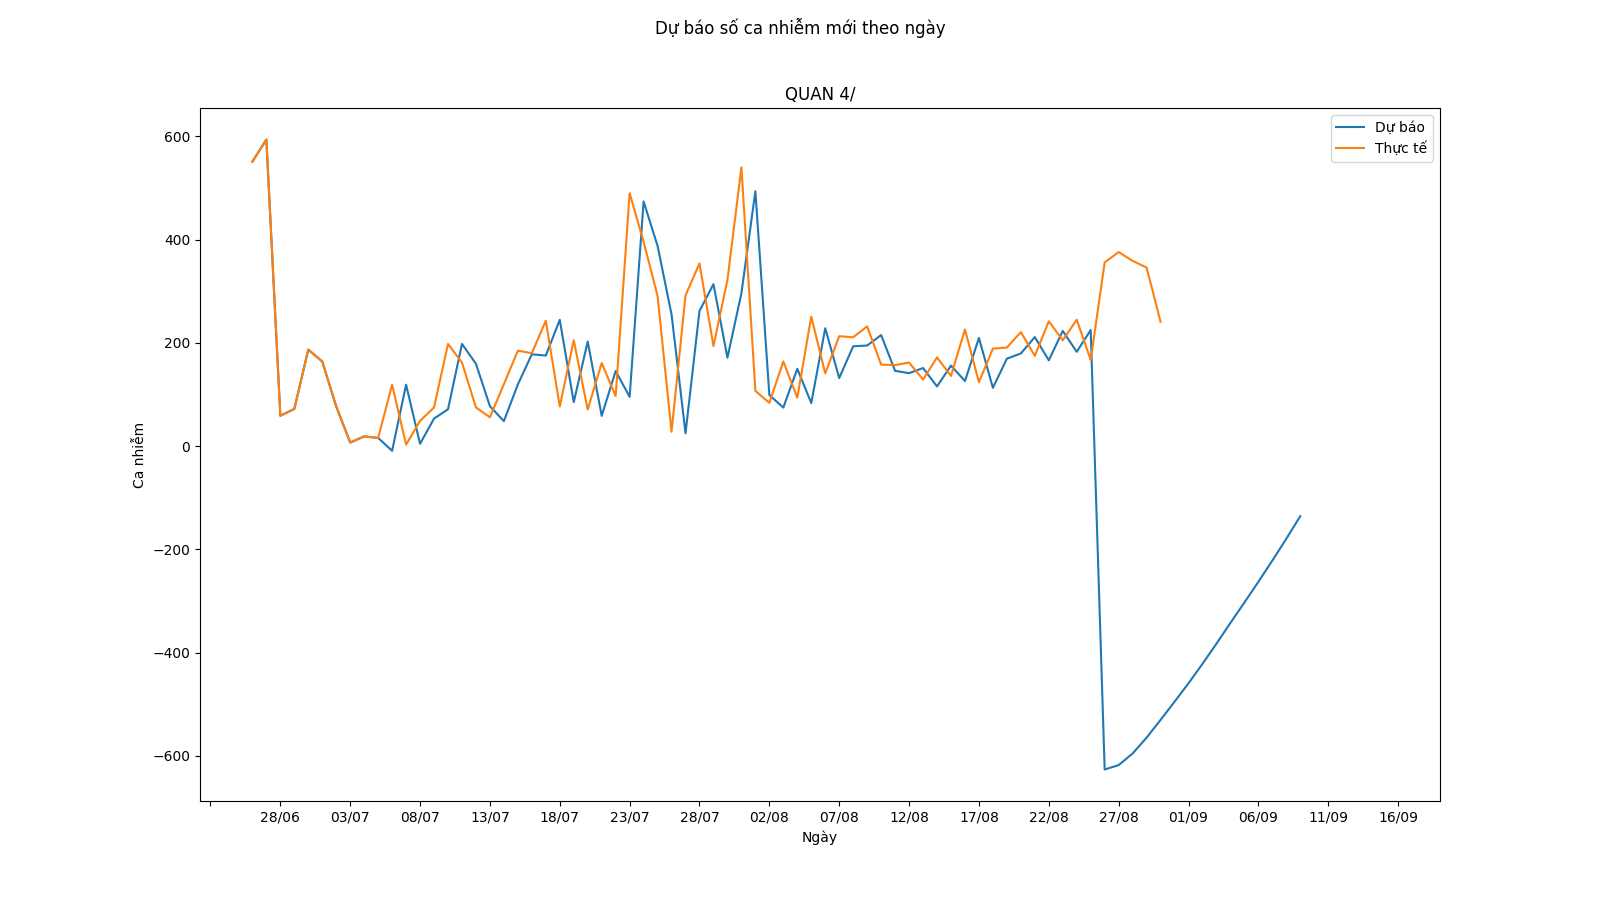 Dự báo số ca nhiễm mới theo ngày
QUAN 4/
Dự báo
Thực tế
600
400
200
0
−200
−400
−600
Ca nhiễm
28/06 03/07 08/07 13/07 18/07 23/07 28/07 02/08 07/08 12/08 17/08 22/08 27/08 01/09 06/09 11/09 16/09
Ngày